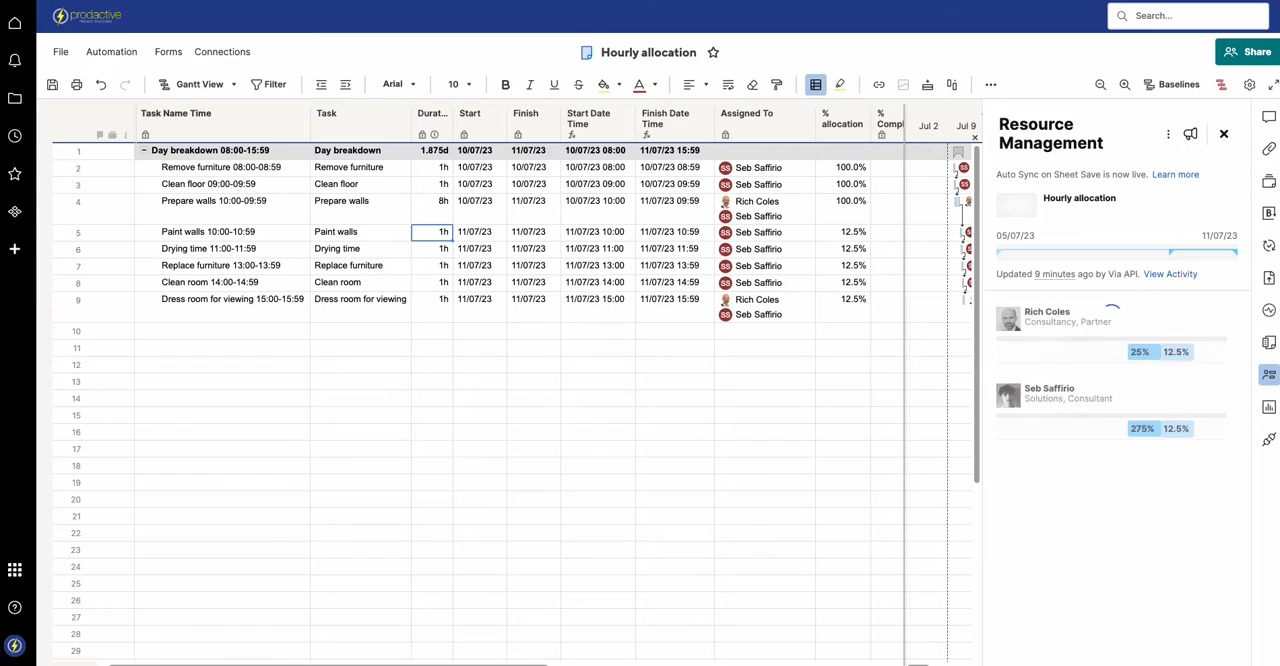 prodactive
PROJECT SOLUTIONS
Search...
File Automation Forms Connections
Hourly allocation
Share
Gantt View Filter Arial 10 B I U S A Baselines
Task Name Time Task Durat... Start Finish Start Date Time Finish Date Time Assigned To % allocation % Compl Jul 2 Jul 9
fx fx
1 Day breakdown 08:00-15:59 Day breakdown 1.875d 10/07/23 11/07/23 10/07/23 08:00 11/07/23 15:59
2 Remove furniture 08:00-08:59 Remove furniture 1h 10/07/23 10/07/23 10/07/23 08:00 10/07/23 08:59 SS Seb Saffirio 100.0% SS
3 Clean floor 09:00-09:59 Clean floor 1h 10/07/23 10/07/23 10/07/23 09:00 10/07/23 09:59 SS Seb Saffirio 100.0% SS
4 Prepare walls 10:00-09:59 Prepare walls 8h 10/07/23 11/07/23 10/07/23 10:00 11/07/23 09:59 Rich Coles 100.0%
SS Seb Saffirio
5 Paint walls 10:00-10:59 Paint walls 1h 11/07/23 11/07/23 11/07/23 10:00 11/07/23 10:59 SS Seb Saffirio 12.5%
6 Drying time 11:00-11:59 Drying time 1h 11/07/23 11/07/23 11/07/23 11:00 11/07/23 11:59 SS Seb Saffirio 12.5%
7 Replace furniture 13:00-13:59 Replace furniture 1h 11/07/23 11/07/23 11/07/23 13:00 11/07/23 13:59 SS Seb Saffirio 12.5%
8 Clean room 14:00-14:59 Clean room 1h 11/07/23 11/07/23 11/07/23 14:00 11/07/23 14:59 SS Seb Saffirio 12.5%
9 Dress room for viewing 15:00-15:59 Dress room for viewing 1h 11/07/23 11/07/23 11/07/23 15:00 11/07/23 15:59 Rich Coles 12.5%
SS Seb Saffirio
10
11
12
13
14
15
16
17
18
19
20
21
22
23
24
25
26
27
28
29
Resource
Management
Auto Sync on Sheet Save is now live. Learn more
Hourly allocation
05/07/23 11/07/23
Updated 9 minutes ago by Via API. View Activity
Rich Coles
Consultancy, Partner
25% 12.5%
Seb Saffirio
Solutions, Consultant
275% 12.5%